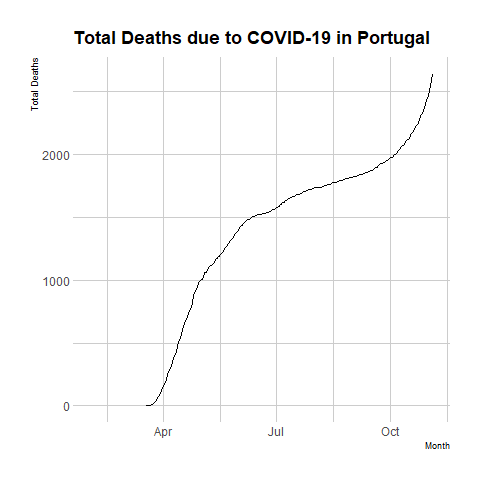 Total Deaths due to COVID-19 in Portugal
Total Deaths
2000
1000
0
Apr Jul Oct
Month